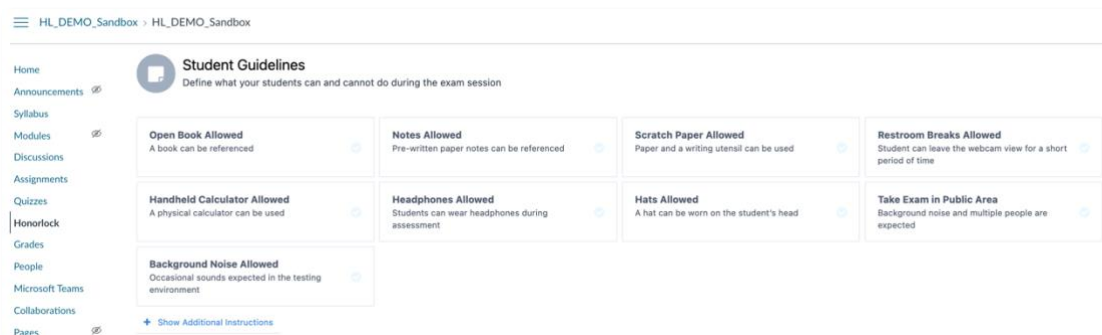 HL_DEMO_Sandbox › HL_DEMO_Sandbox
Home
Announcements
Syllabus
Modules
Discussions
Assignments
Quizzes
Honorlock
Grades
People
Microsoft Teams
Collaborations
Pages
Student Guidelines
Define what your students can and cannot do during the exam session
Open Book Allowed
A book can be referenced
Notes Allowed
Pre-written paper notes can be referenced
Scratch Paper Allowed
Paper and a writing utensil can be used
Restroom Breaks Allowed
Student can leave the webcam view for a short
period of time
Handheld Calculator Allowed
A physical calculator can be used
Headphones Allowed
Students can wear headphones during
assessment
Hats Allowed
A hat can be worn on the student's head
Take Exam in Public Area
Background noise and multiple people are
expected
Background Noise Allowed
Occasional sounds expected in the testing
environment
+ Show Additional Instructions